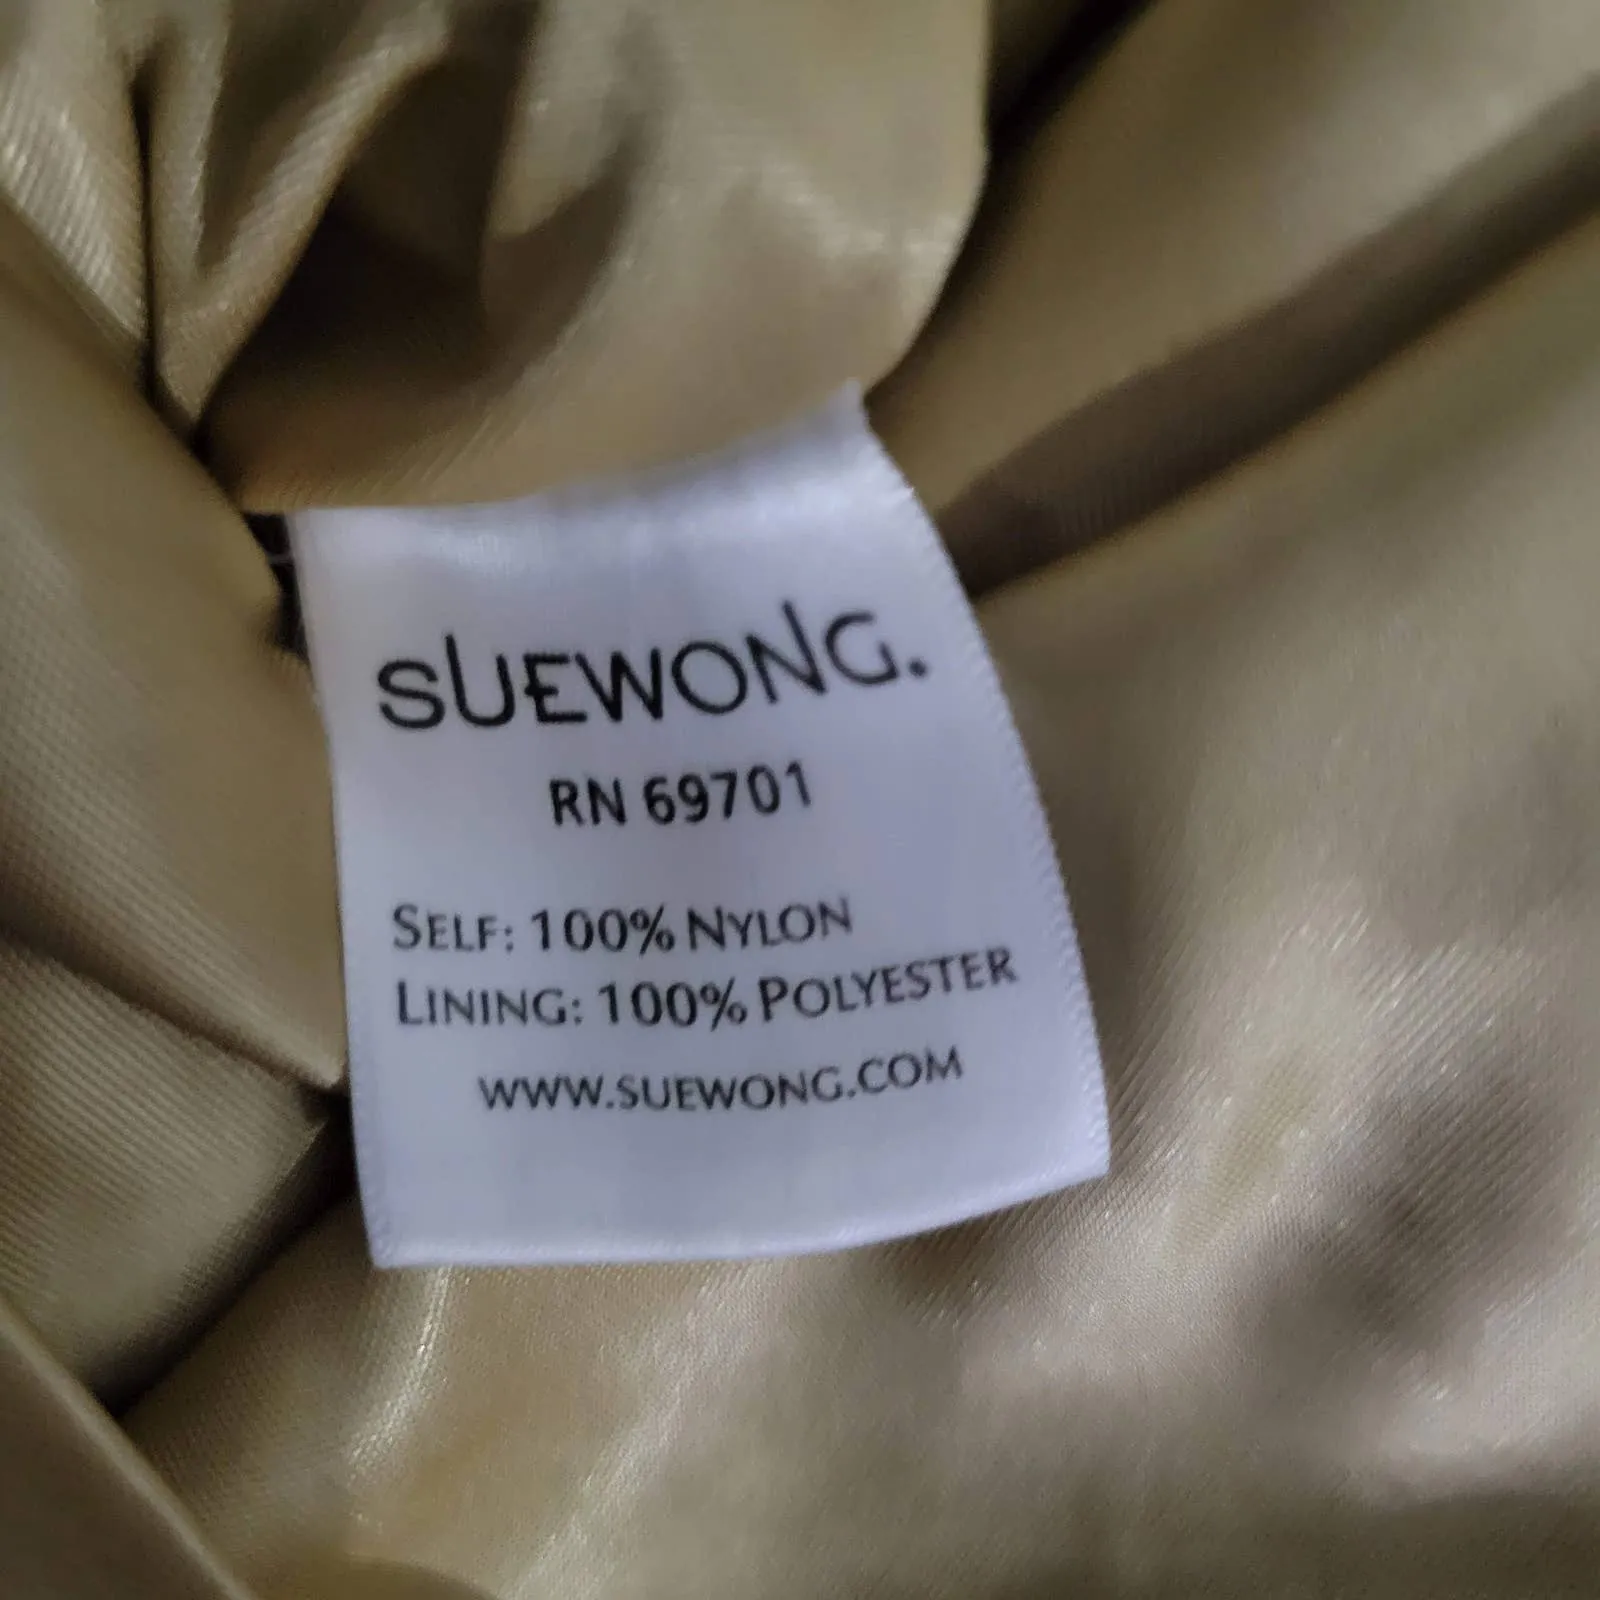 SUEWONG.
RN 69701
SELF: 100% NYLON
LINING: 100% POLYESTER
WWW.SUEWONG.COM